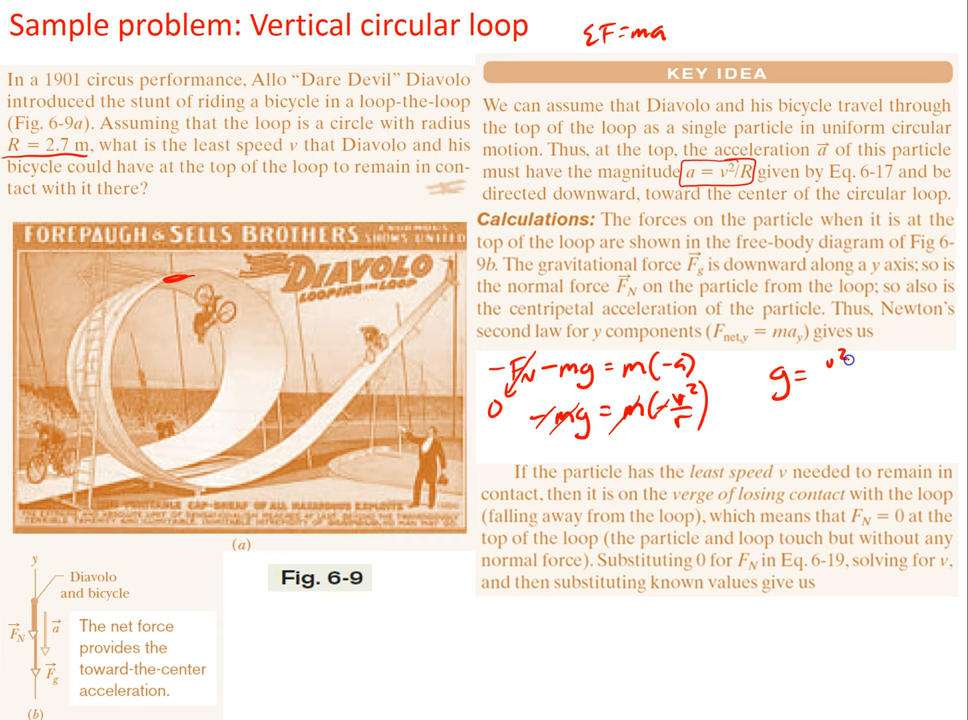 Sample problem: Vertical circular loop
ΣF=ma
In a 1901 circus performance, Allo “Dare Devil” Diavolo
introduced the stunt of riding a bicycle in a loop-the-loop
(Fig. 6-9a). Assuming that the loop is a circle with radius
R = 2.7 m, what is the least speed v that Diavolo and his
bicycle could have at the top of the loop to remain in con-
tact with it there?
KEY IDEA
We can assume that Diavolo and his bicycle travel through
the top of the loop as a single particle in uniform circular
motion. Thus, at the top, the acceleration a⃗ of this particle
must have the magnitude a = v²/R given by Eq. 6-17 and be
directed downward, toward the center of the circular loop.
Calculations: The forces on the particle when it is at the
top of the loop are shown in the free-body diagram of Fig 6-
9b. The gravitational force F⃗g is downward along a y axis; so is
the normal force F⃗N on the particle from the loop; so also is
the centripetal acceleration of the particle. Thus, Newton’s
second law for y components (Fnet,y = may) gives us
-FN -mg = m(-a)
0
-mg = m(-v²/r)
g= v²
If the particle has the least speed v needed to remain in
contact, then it is on the verge of losing contact with the loop
(falling away from the loop), which means that FN = 0 at the
top of the loop (the particle and loop touch but without any
normal force). Substituting 0 for FN in Eq. 6-19, solving for v,
and then substituting known values give us
FOREPAUGH & SELLS BROTHERS ENORMOUS SHOWS UNITED
DIAVOLO
LOOPING THE LOOP
(a)
Fig. 6-9
y
Diavolo
and bicycle
F⃗N
a⃗
F⃗g
The net force
provides the
toward-the-center
acceleration.
(b)